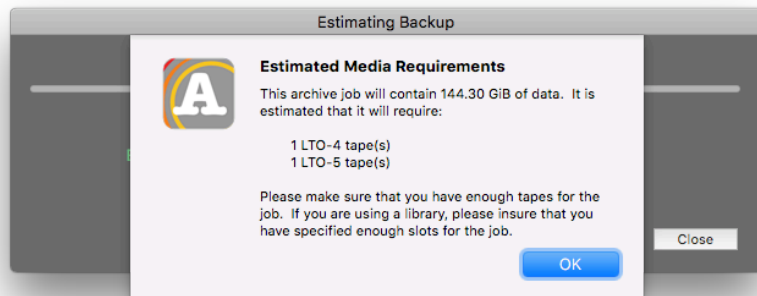 Estimating Backup
A
Estimated Media Requirements
This archive job will contain 144.30 GiB of data.  It is
estimated that it will require:
1 LTO-4 tape(s)
1 LTO-5 tape(s)
Please make sure that you have enough tapes for the
job.  If you are using a library, please insure that you
have specified enough slots for the job.
Close
OK